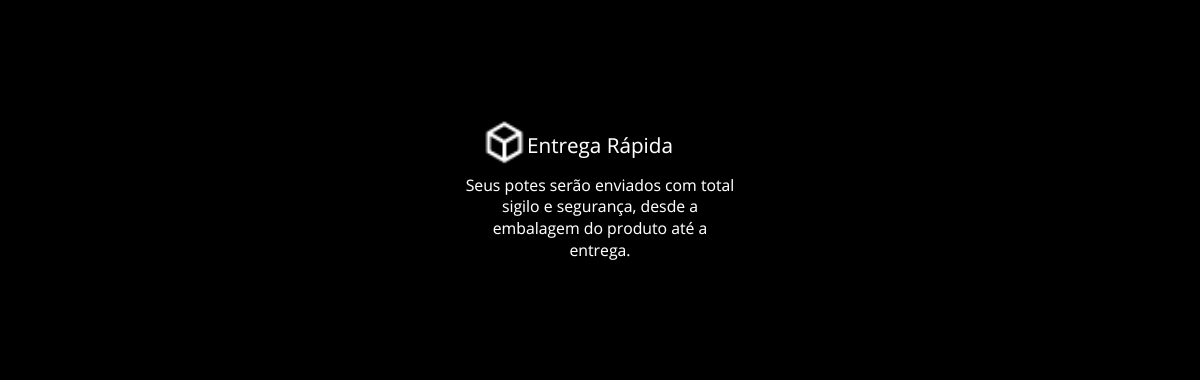 Entrega Rápida
Seus potes serão enviados com total
sigilo e segurança, desde a
embalagem do produto até a
entrega.